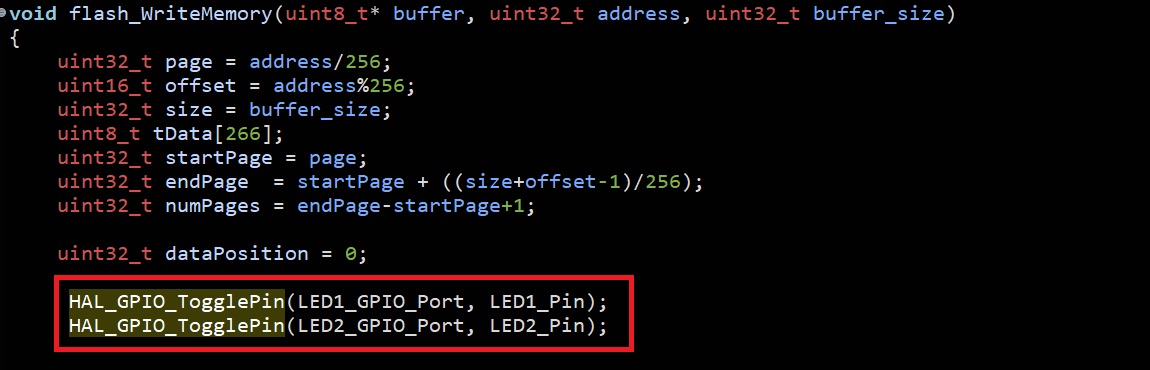 void flash_WriteMemory(uint8_t* buffer, uint32_t address, uint32_t buffer_size)
{
    uint32_t page = address/256;
    uint16_t offset = address%256;
    uint32_t size = buffer_size;
    uint8_t tData[266];
    uint32_t startPage = page;
    uint32_t endPage  = startPage + ((size+offset-1)/256);
    uint32_t numPages = endPage-startPage+1;

    uint32_t dataPosition = 0;

     HAL_GPIO_TogglePin(LED1_GPIO_Port, LED1_Pin);
     HAL_GPIO_TogglePin(LED2_GPIO_Port, LED2_Pin);